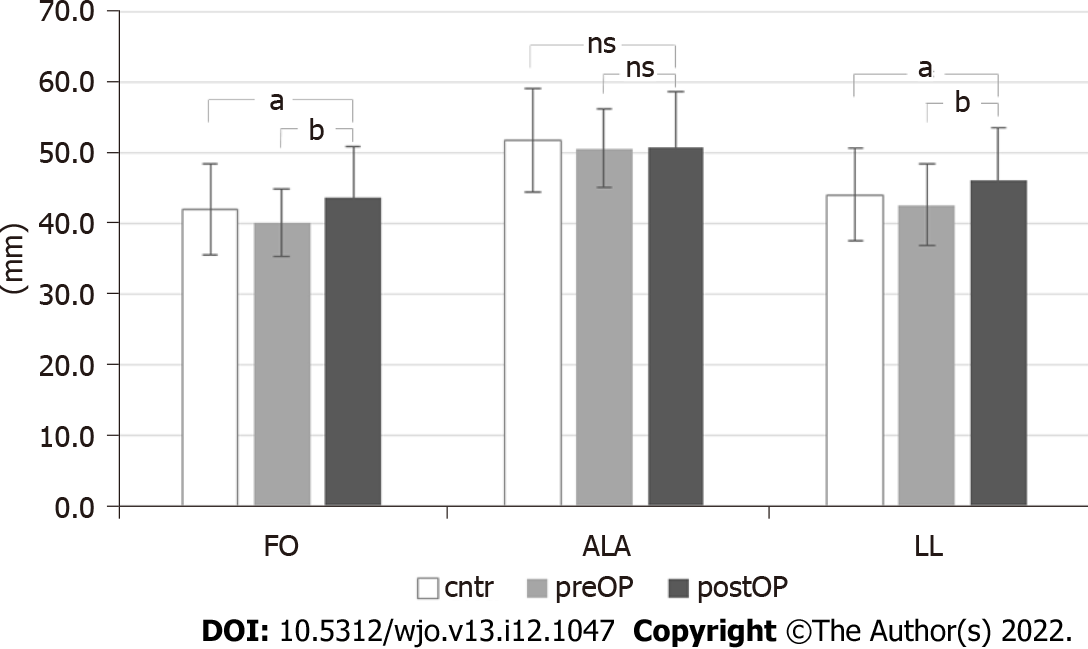 70.0
60.0
50.0
40.0
30.0
20.0
10.0
0.0
(mm)
a
b
ns
ns
a
b
FO ALA LL
cntr preOP postOP
DOI: 10.5312/wjo.v13.i12.1047 Copyright ©The Author(s) 2022.